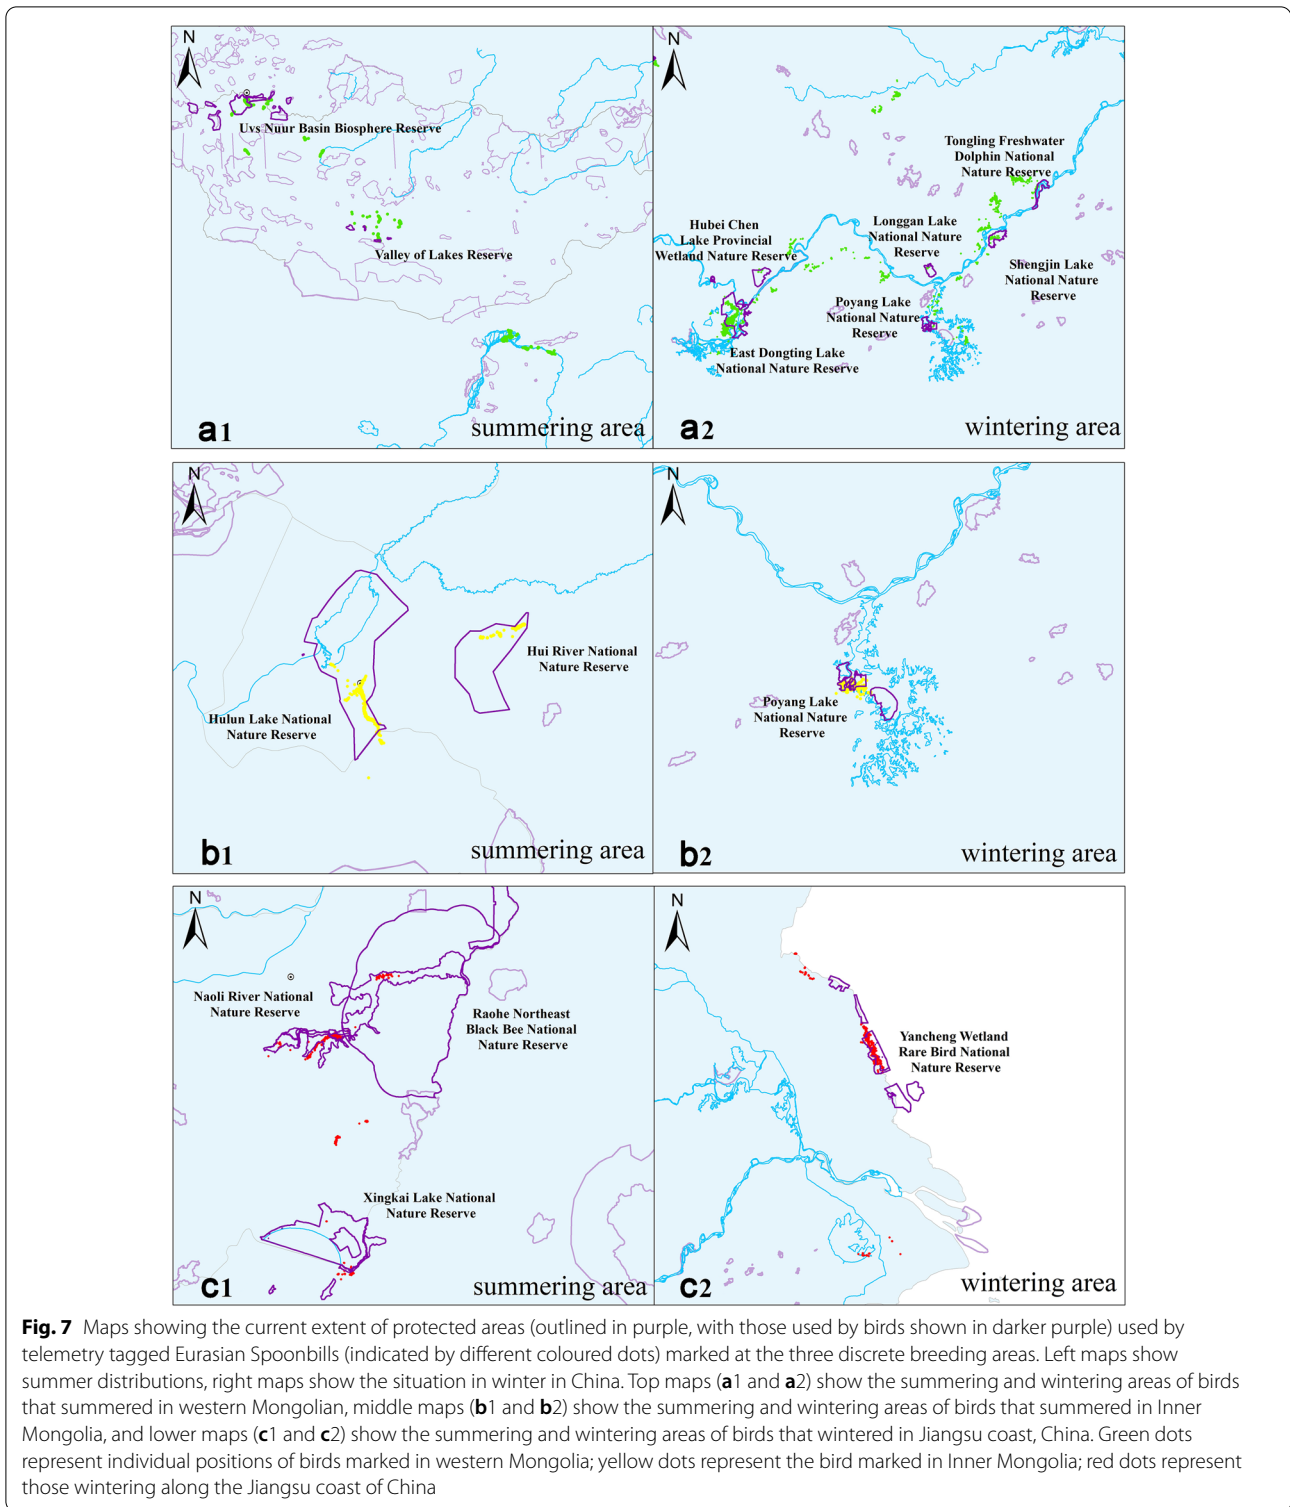 N
Uvs Nuur Basin Biosphere Reserve
Valley of Lakes Reserve
a1
summering area
N
Tongling Freshwater
Dolphin National
Nature Reserve
Hubei Chen
Lake Provincial
Wetland Nature Reserve
Longgan Lake
National Nature
Reserve
Shengjin Lake
National Nature
Reserve
Poyang Lake
National Nature
Reserve
East Dongting Lake
National Nature Reserve
a2
wintering area
N
Hui River National
Nature Reserve
Hulun Lake National
Nature Reserve
b1
summering area
N
Poyang Lake
National Nature
Reserve
b2
wintering area
N
Naoli River National
Nature Reserve
Raohe Northeast
Black Bee National
Nature Reserve
Xingkai Lake National
Nature Reserve
c1
summering area
N
Yancheng Wetland
Rare Bird National
Nature Reserve
c2
wintering area
Fig. 7 Maps showing the current extent of protected areas (outlined in purple, with those used by birds shown in darker purple) used by
telemetry tagged Eurasian Spoonbills (indicated by different coloured dots) marked at the three discrete breeding areas. Left maps show
summer distributions, right maps show the situation in winter in China. Top maps (a1 and a2) show the summering and wintering areas of birds
that summered in western Mongolian, middle maps (b1 and b2) show the summering and wintering areas of birds that summered in Inner
Mongolia, and lower maps (c1 and c2) show the summering and wintering areas of birds that wintered in Jiangsu coast, China. Green dots
represent individual positions of birds marked in western Mongolia; yellow dots represent the bird marked in Inner Mongolia; red dots represent
those wintering along the Jiangsu coast of China